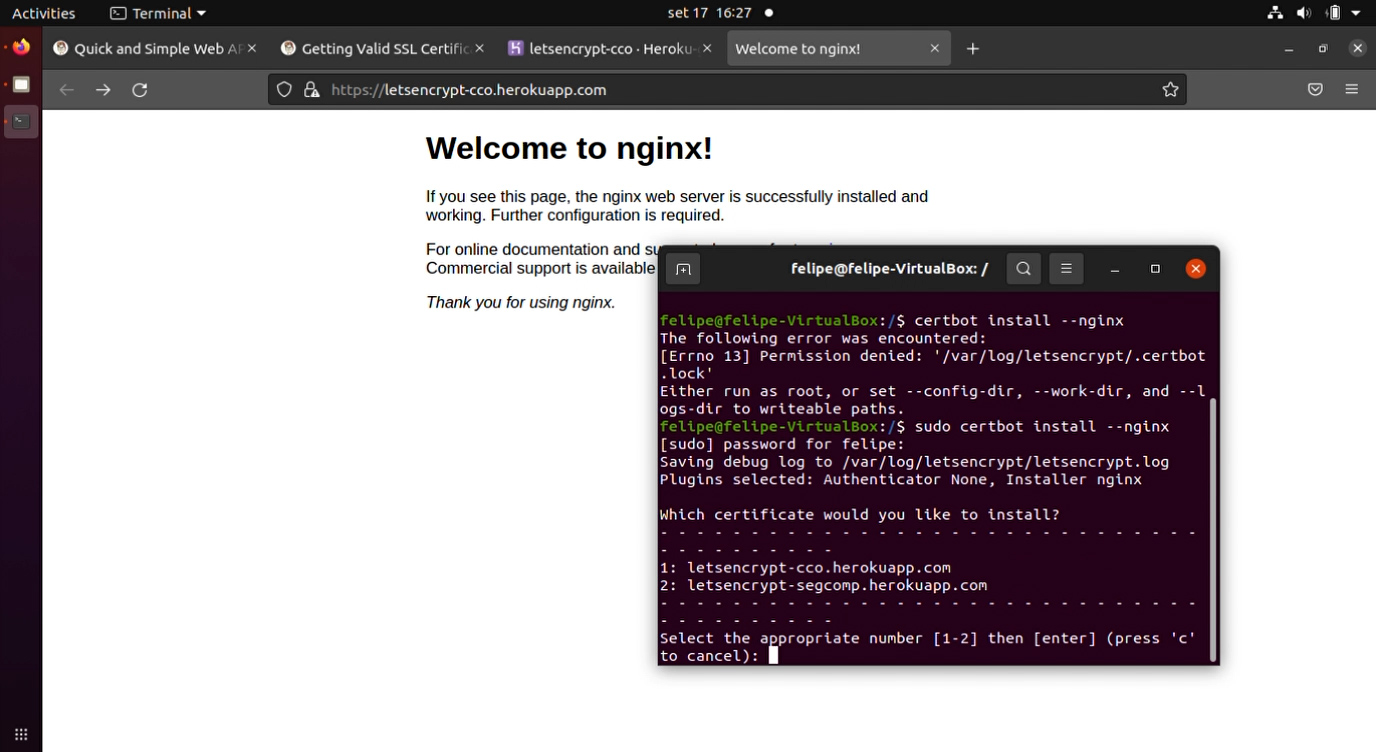 Activities
Terminal
set 17 16:27
Quick and Simple Web AP
Getting Valid SSL Certific
letsencrypt-cco · Heroku
Welcome to nginx!
https://letsencrypt-cco.herokuapp.com
Welcome to nginx!
If you see this page, the nginx web server is successfully installed and
working. Further configuration is required.
For online documentation and
Commercial support is available
Thank you for using nginx.
felipe@felipe-VirtualBox: /
felipe@felipe-VirtualBox:/$ certbot install --nginx
The following error was encountered:
[Errno 13] Permission denied: '/var/log/letsencrypt/.certbot
.lock'
Either run as root, or set --config-dir, --work-dir, and --l
ogs-dir to writeable paths.
felipe@felipe-VirtualBox:/$ sudo certbot install --nginx
[sudo] password for felipe:
Saving debug log to /var/log/letsencrypt/letsencrypt.log
Plugins selected: Authenticator None, Installer nginx
Which certificate would you like to install?
- - - - - - - - - - - - - - - - - - - - - - - - - - - - - -
- - - - - - - - - -
1: letsencrypt-cco.herokuapp.com
2: letsencrypt-segcomp.herokuapp.com
- - - - - - - - - - - - - - - - - - - - - - - - - - - - - -
- - - - - - - - - -
Select the appropriate number [1-2] then [enter] (press 'c'
to cancel):